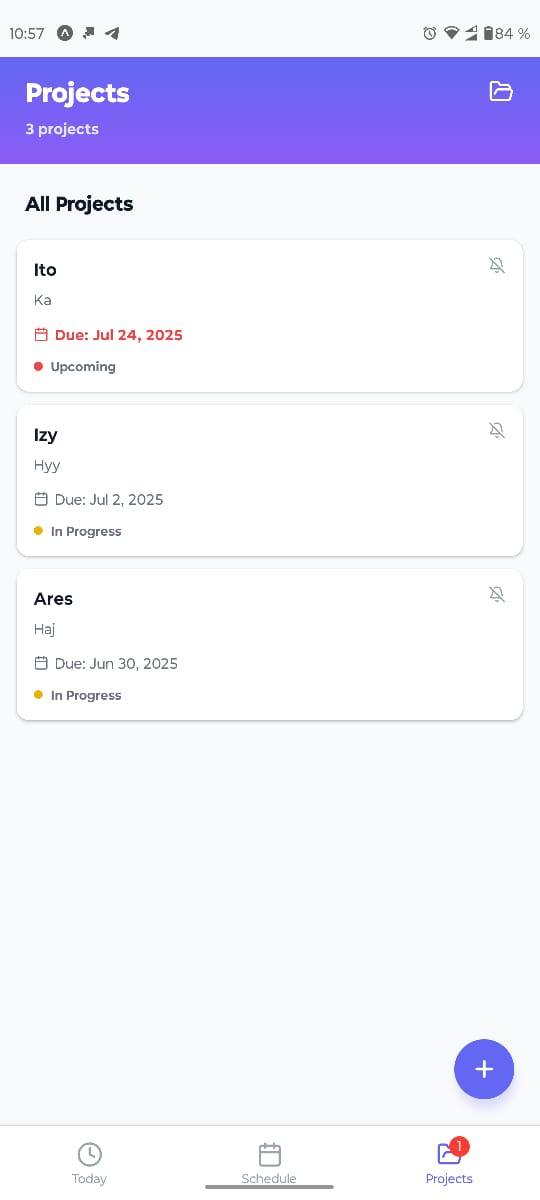 10:57
84 %
Projects
3 projects
All Projects
Ito
Ka
Due: Jul 24, 2025
Upcoming
Izy
Hyy
Due: Jul 2, 2025
In Progress
Ares
Haj
Due: Jun 30, 2025
In Progress
1
Today
Schedule
Projects